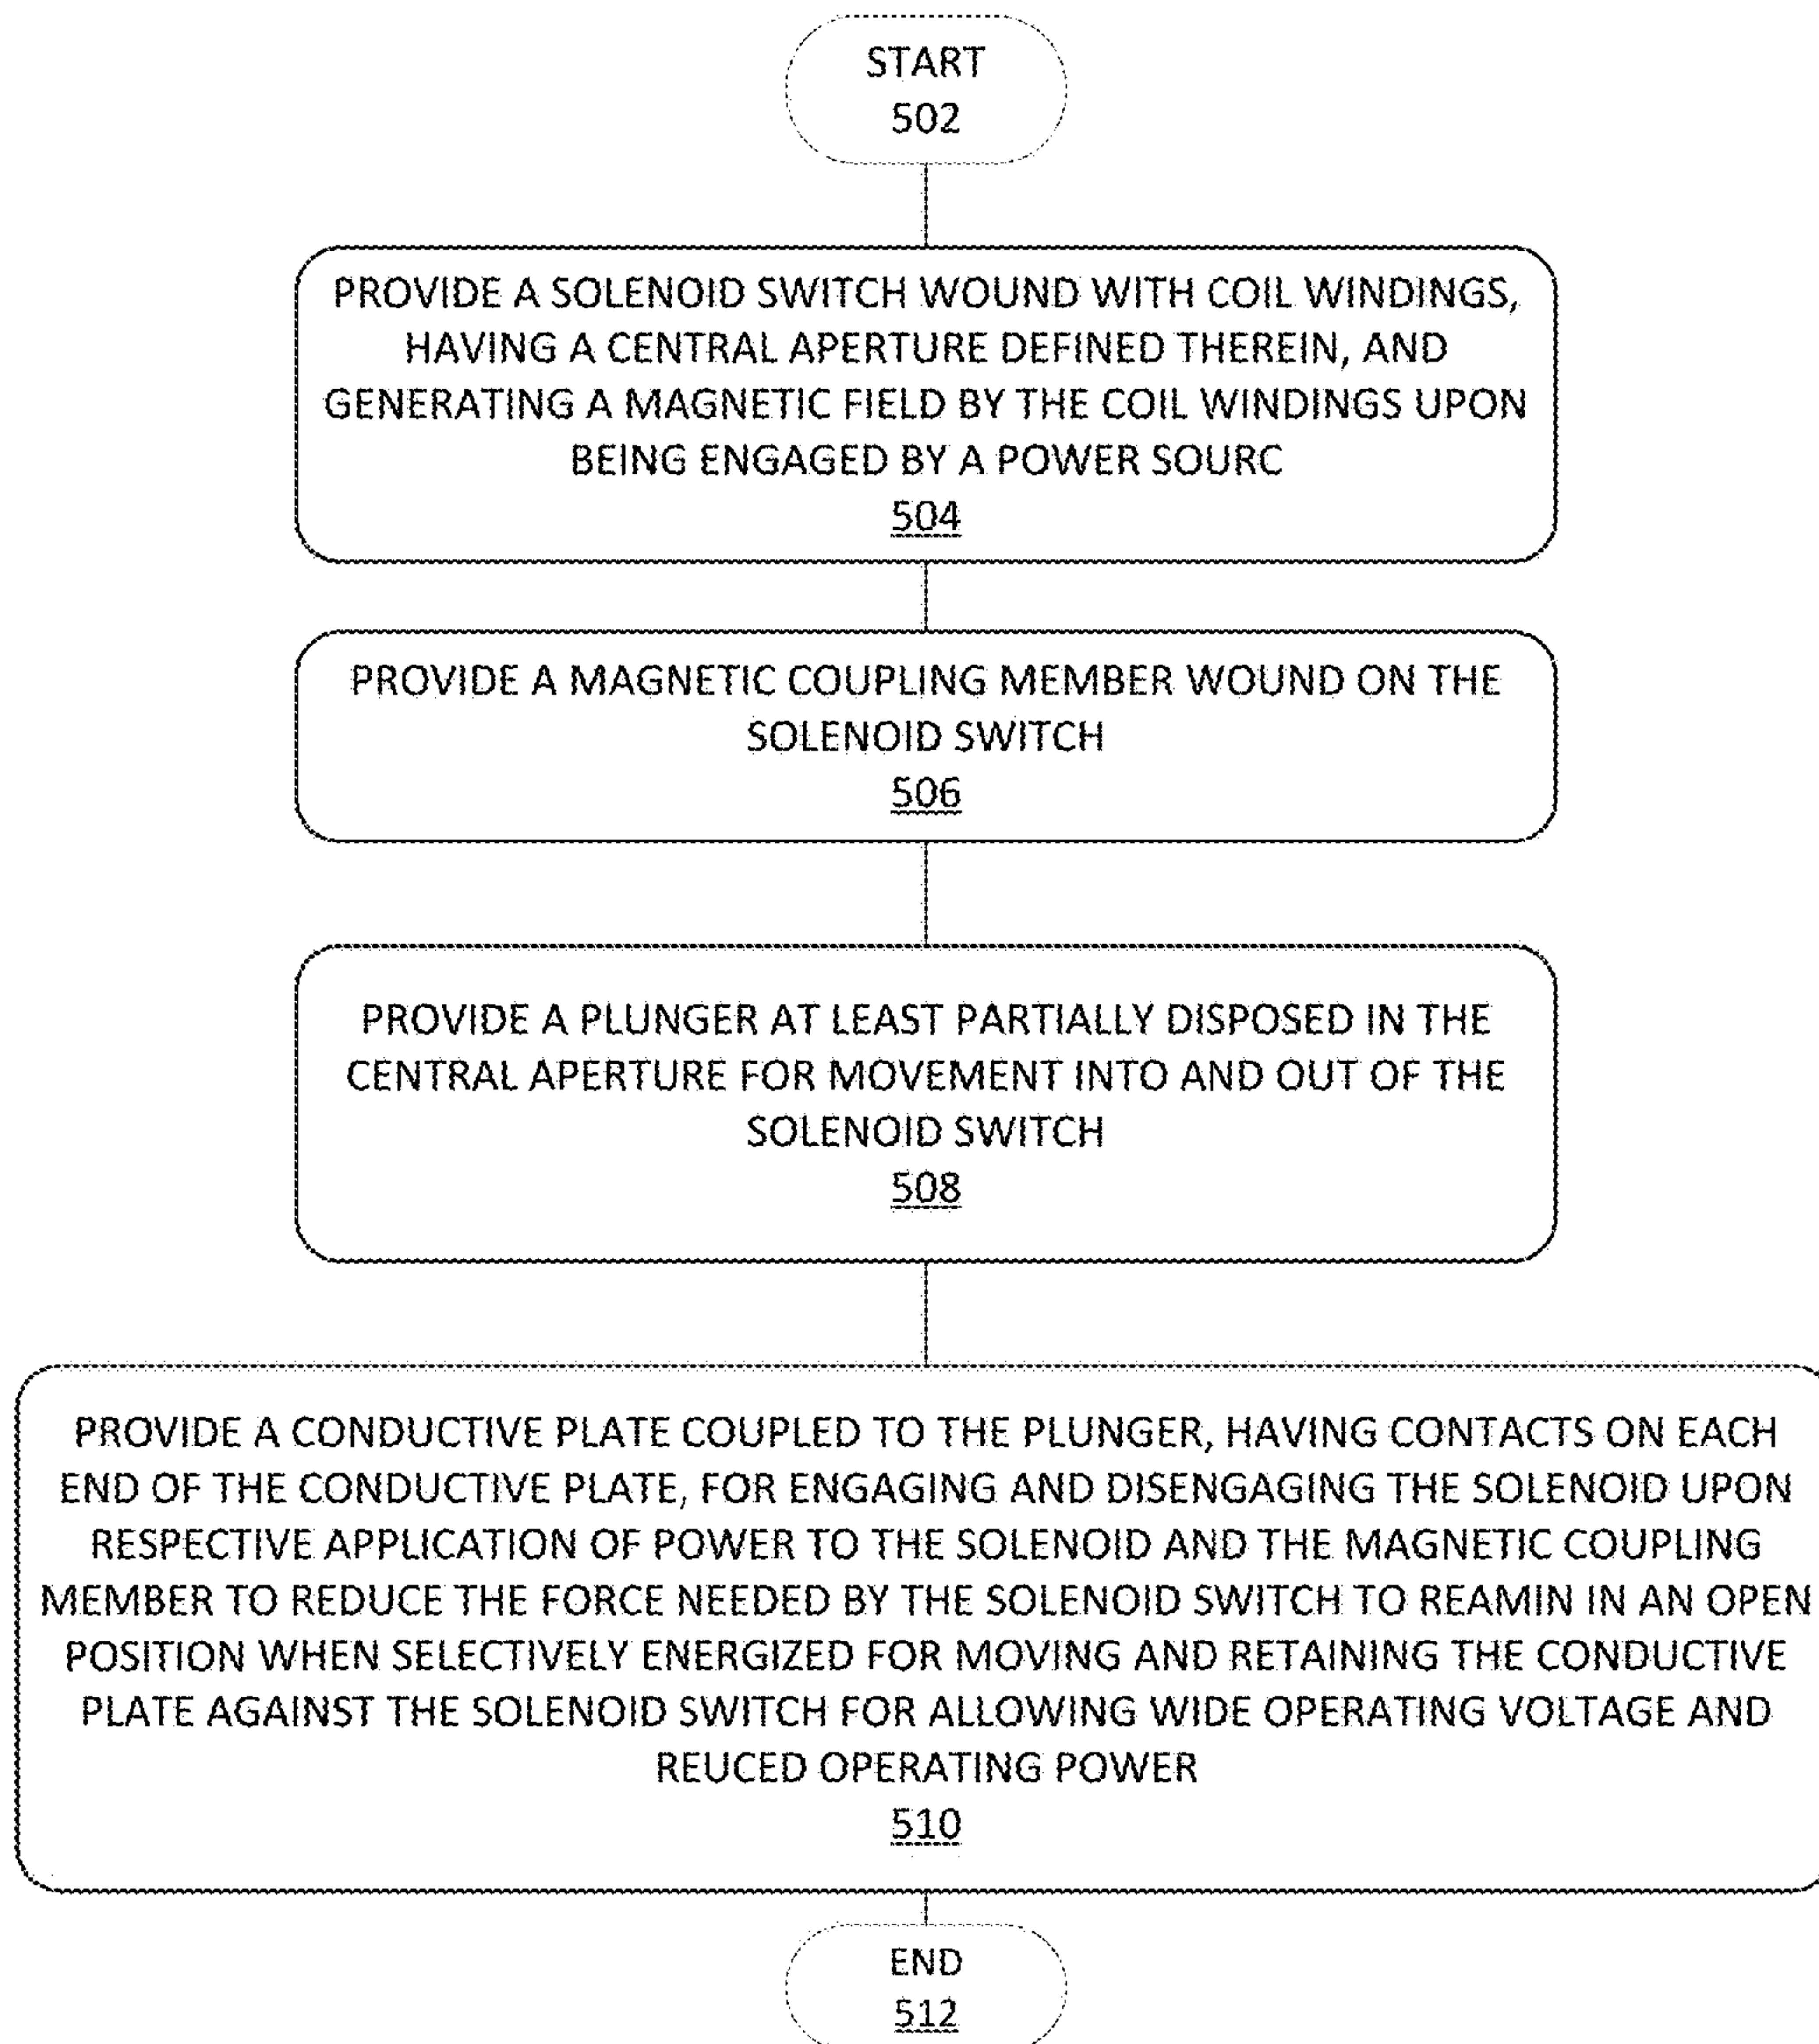 START
502
PROVIDE A SOLENOID SWITCH WOUND WITH COIL WINDINGS,
HAVING A CENTRAL APERTURE DEFINED THEREIN, AND
GENERATING A MAGNETIC FIELD BY THE COIL WINDINGS UPON
BEING ENGAGED BY A POWER SOURC
504
PROVIDE A MAGNETIC COUPLING MEMBER WOUND ON THE
SOLENOID SWITCH
506
PROVIDE A PLUNGER AT LEAST PARTIALLY DISPOSED IN THE
CENTRAL APERTURE FOR MOVEMENT INTO AND OUT OF THE
SOLENOID SWITCH
508
PROVIDE A CONDUCTIVE PLATE COUPLED TO THE PLUNGER, HAVING CONTACTS ON EACH
END OF THE CONDUCTIVE PLATE, FOR ENGAGING AND DISENGAGING THE SOLENOID UPON
RESPECTIVE APPLICATION OF POWER TO THE SOLENOID AND THE MAGNETIC COUPLING
MEMBER TO REDUCE THE FORCE NEEDED BY THE SOLENOID SWITCH TO REAMIN IN AN OPEN
POSITION WHEN SELECTIVELY ENERGIZED FOR MOVING AND RETAINING THE CONDUCTIVE
PLATE AGAINST THE SOLENOID SWITCH FOR ALLOWING WIDE OPERATING VOLTAGE AND
REUCED OPERATING POWER
510
END
512